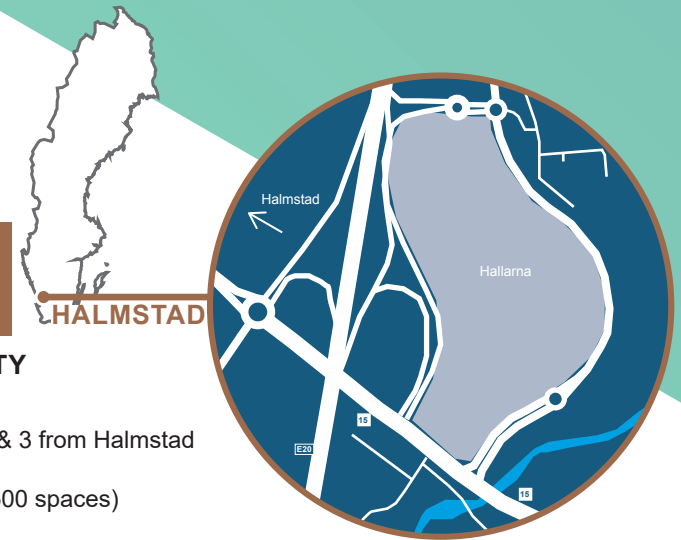 HALMSTAD
TY
& 3 from Halmstad
00 spaces)
Halmstad
Hallarna
15
E20
15